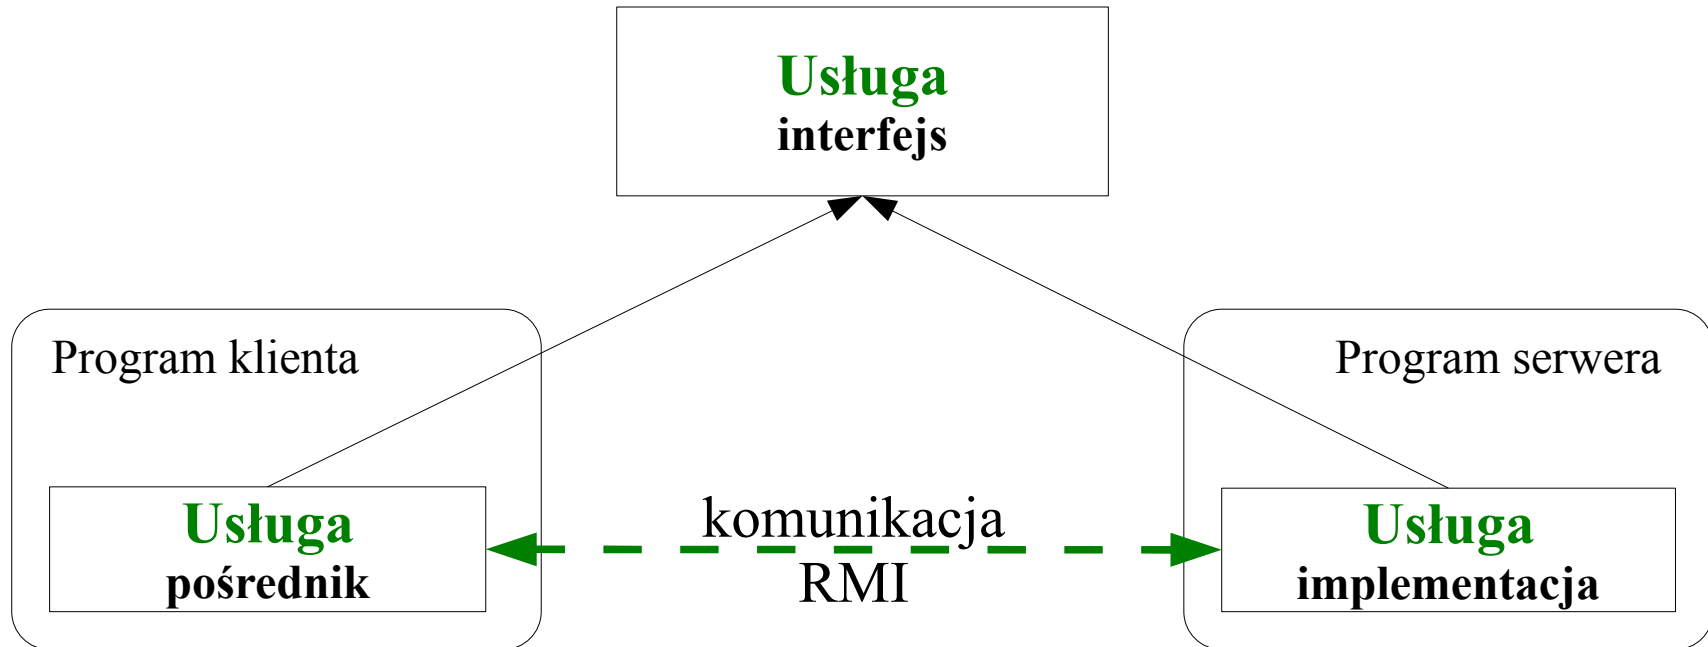 Usługa
interfejs
Program klienta
Program serwera
Usługa
pośrednik
komunikacja
RMI
Usługa
implementacja